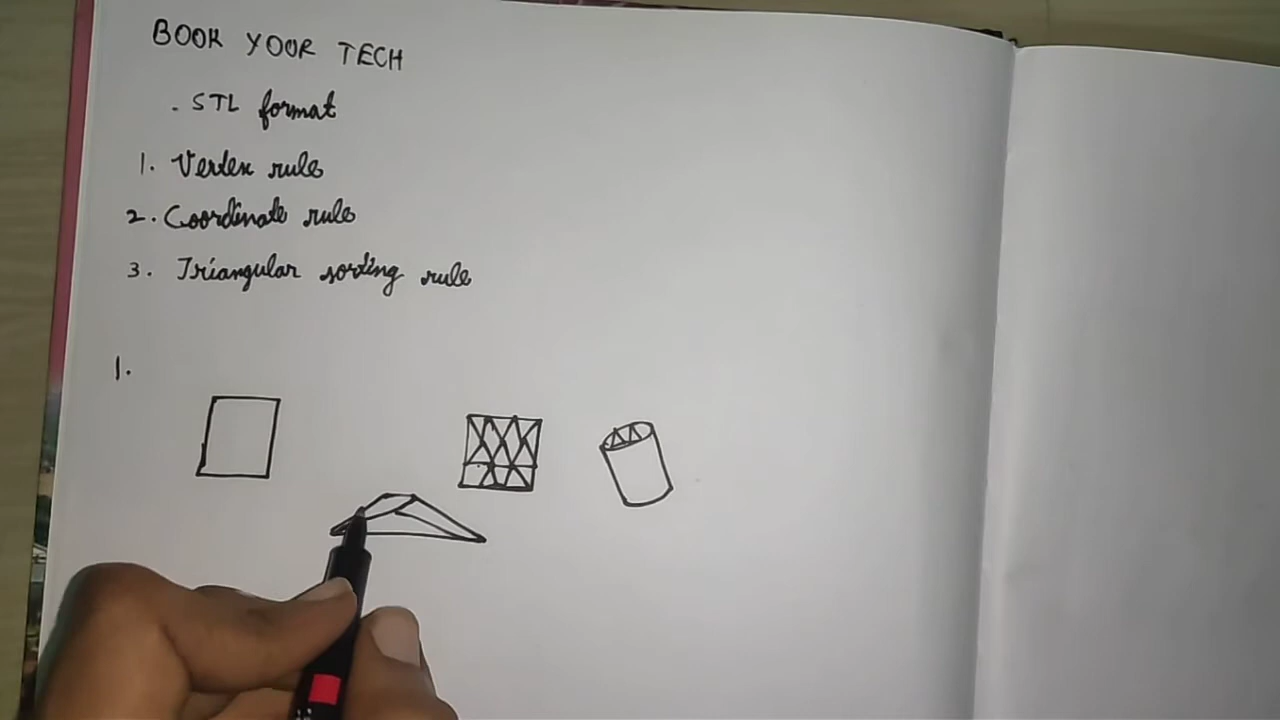 BOOK YOUR TECH
. STL format
1. Vertex rule
2. Coordinate rule
3. Triangular sorting rule
1.